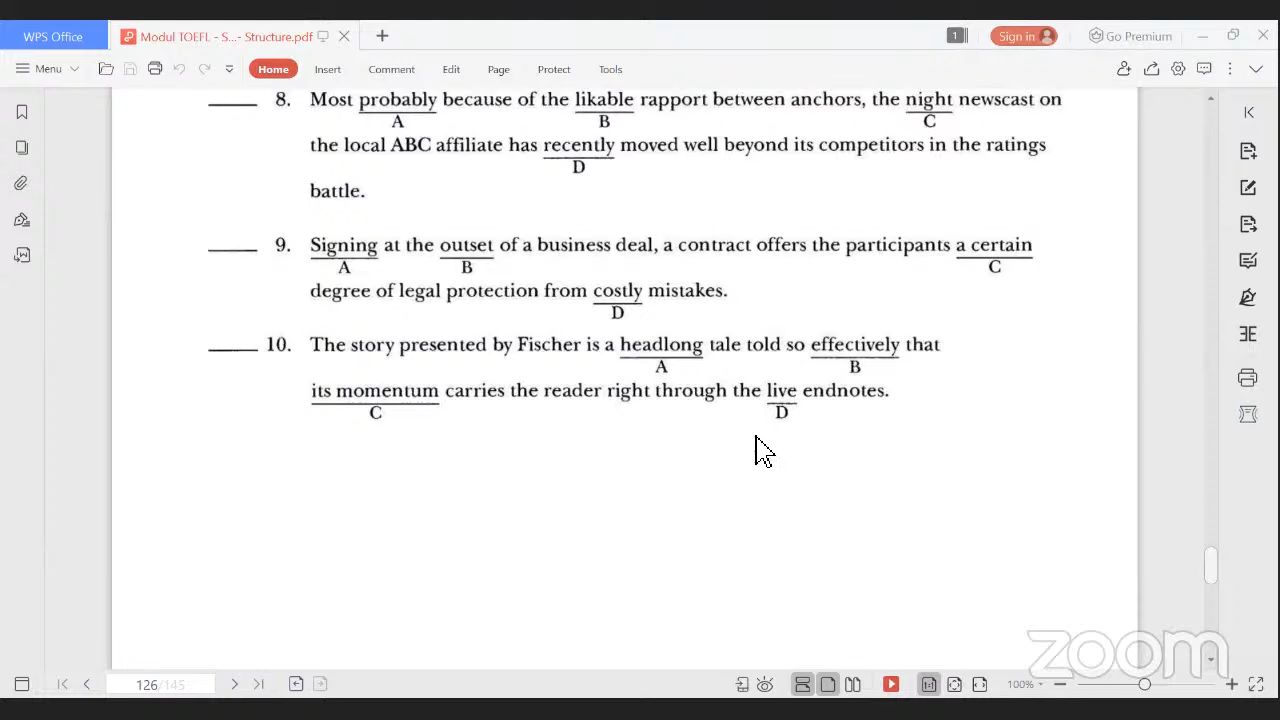 WPS Office
Modul TOEFL - S...- Structure.pdf
1
Sign in
Go Premium
Menu
Home
Insert
Comment
Edit
Page
Protect
Tools
8. Most probably because of the likable rapport between anchors, the night newscast on
A B C
the local ABC affiliate has recently moved well beyond its competitors in the ratings
D
battle.
9. Signing at the outset of a business deal, a contract offers the participants a certain
A B C
degree of legal protection from costly mistakes.
D
10. The story presented by Fischer is a headlong tale told so effectively that
A B
its momentum carries the reader right through the live endnotes.
C D
zoom
126/145
100%